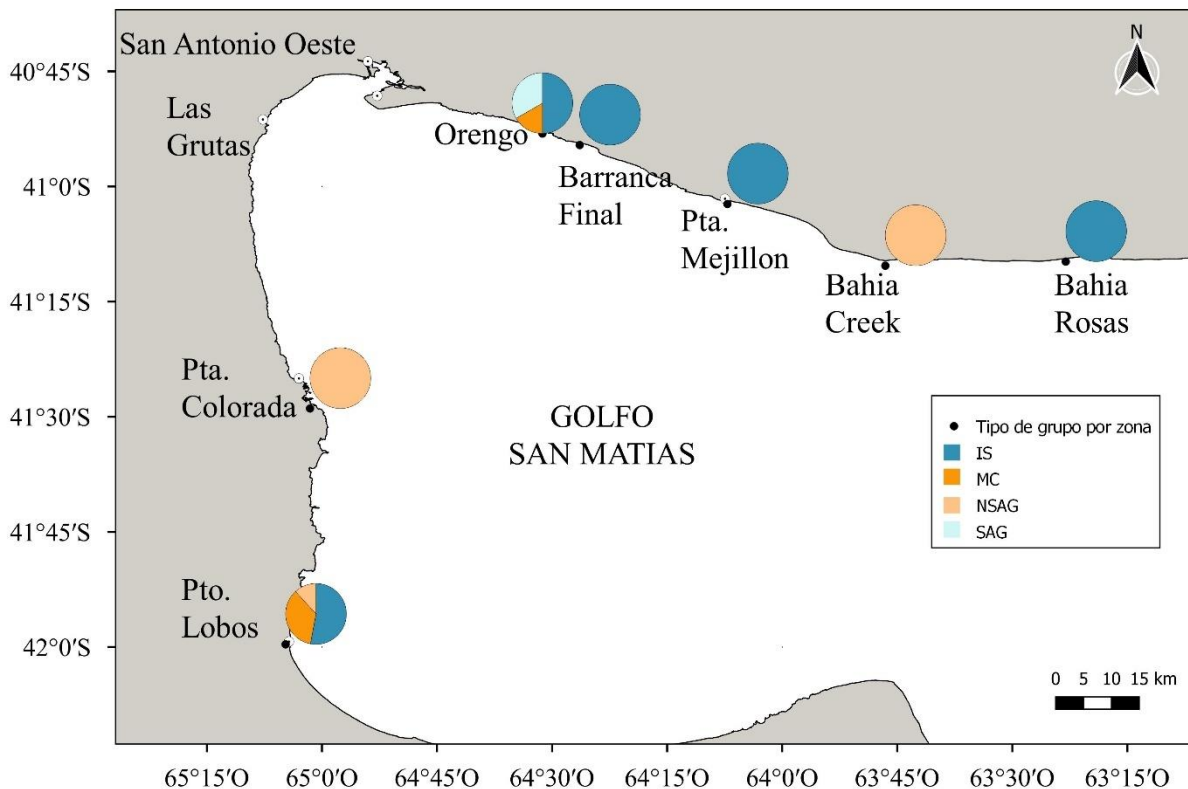 N
San Antonio Oeste
40°45'S
Las
Grutas
Orengo
41°0'S
Barranca
Final
Pta.
Mejillon
41°15'S
Bahia
Creek
Bahia
Rosas
Pta.
Colorada
41°30'S
GOLFO
SAN MATIAS
Tipo de grupo por zona
IS
MC
NSAG
SAG
41°45'S
Pto.
Lobos
42°0'S
0 5 10 15 km
65°15'O 65°0'O 64°45'O 64°30'O 64°15'O 64°0'O 63°45'O 63°30'O 63°15'O